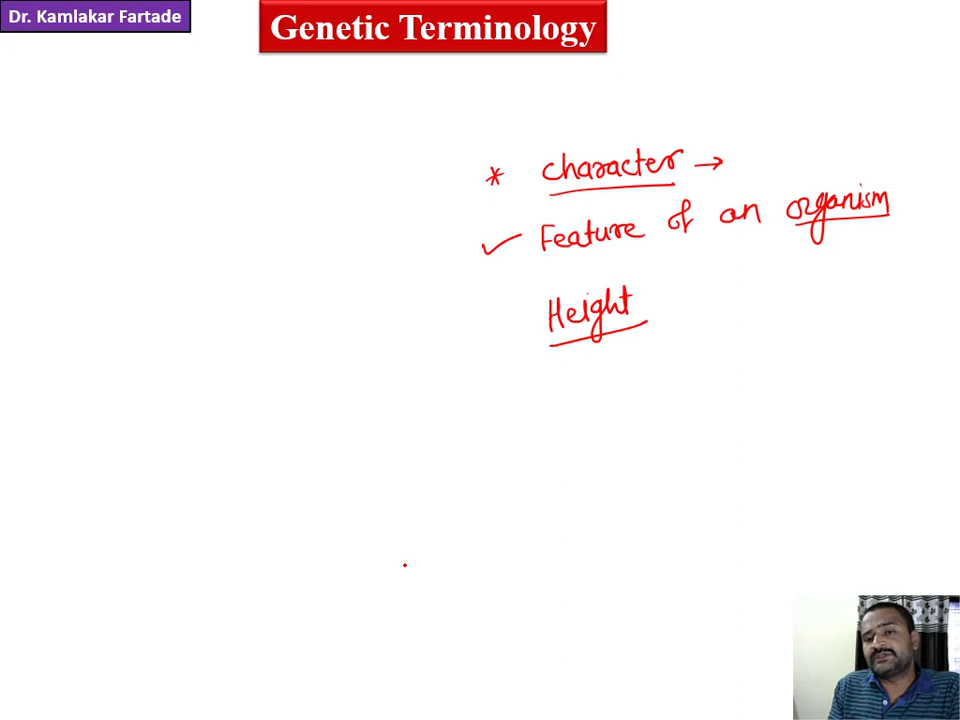 Dr. Kamlakar Fartade
Genetic Terminology
* character →
✓ Feature of an organism
Height